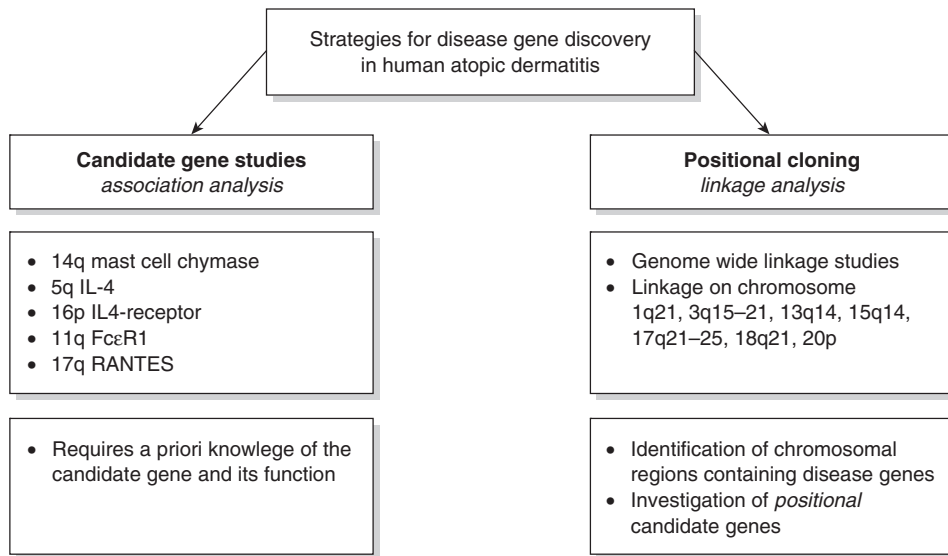 Strategies for disease gene discovery
in human atopic dermatitis
Candidate gene studies
association analysis
• 14q mast cell chymase
• 5q IL-4
• 16p IL4-receptor
• 11q FcεR1
• 17q RANTES
• Requires a priori knowlege of the
candidate gene and its function
Positional cloning
linkage analysis
• Genome wide linkage studies
• Linkage on chromosome
1q21, 3q15–21, 13q14, 15q14,
17q21–25, 18q21, 20p
• Identification of chromosomal
regions containing disease genes
• Investigation of positional
candidate genes